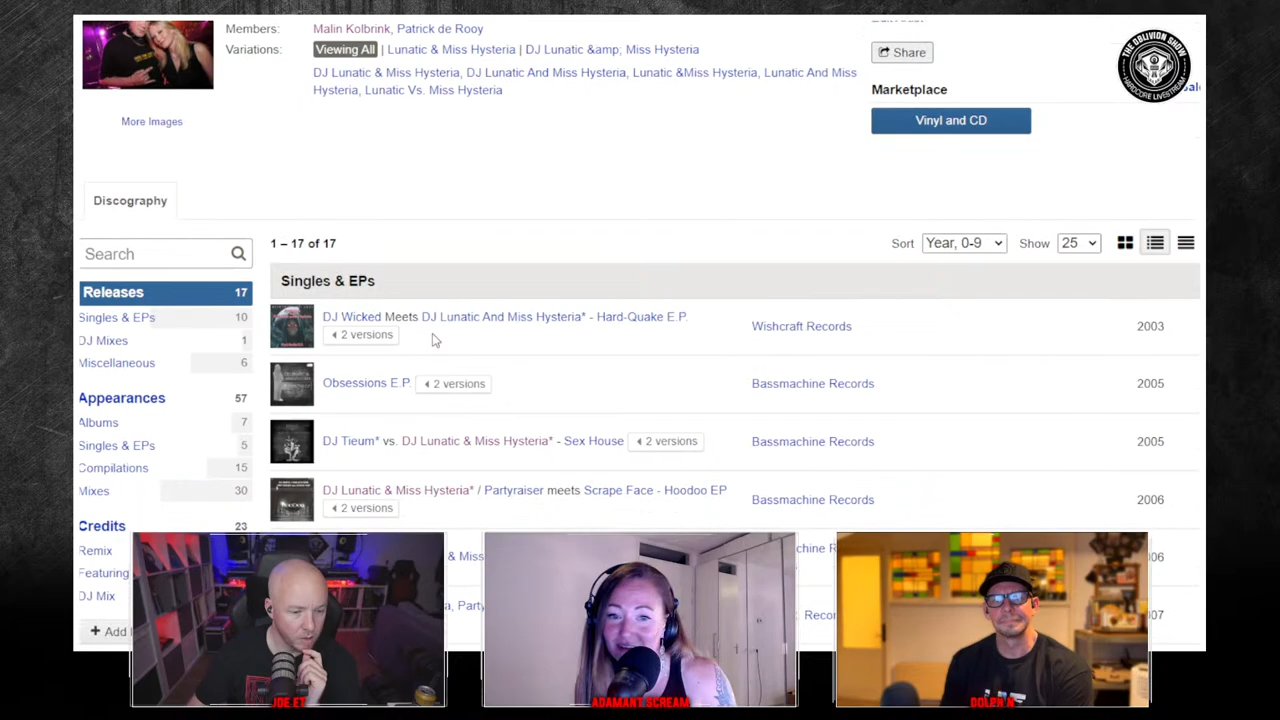 Members: Malin Kolbrink, Patrick de Rooy
Variations: Viewing All | Lunatic & Miss Hysteria | DJ Lunatic &amp; Miss Hysteria
DJ Lunatic & Miss Hysteria, DJ Lunatic And Miss Hysteria, Lunatic &Miss Hysteria, Lunatic And Miss
Hysteria, Lunatic Vs. Miss Hysteria
More Images
Share
Marketplace
Vinyl and CD
THE OBLIVION SHOW
HARDCORE LIVESTREAM
Discography
Search
1 – 17 of 17
Sort Year, 0-9 Show 25
Releases 17
Singles & EPs 10
DJ Mixes 1
Miscellaneous 6
Appearances 57
Albums 7
Singles & EPs 5
Compilations 15
Mixes 30
Credits 23
Remix
Featuring
DJ Mix
Add
Singles & EPs
DJ Wicked Meets DJ Lunatic And Miss Hysteria* - Hard-Quake E.P. Wishcraft Records 2003
2 versions
Obsessions E.P. 2 versions Bassmachine Records 2005
DJ Tieum* vs. DJ Lunatic & Miss Hysteria* - Sex House 2 versions Bassmachine Records 2005
DJ Lunatic & Miss Hysteria* / Partyraiser meets Scrape Face - Hoodoo EP Bassmachine Records 2006
2 versions
& Miss
ADAMANT SCREAM